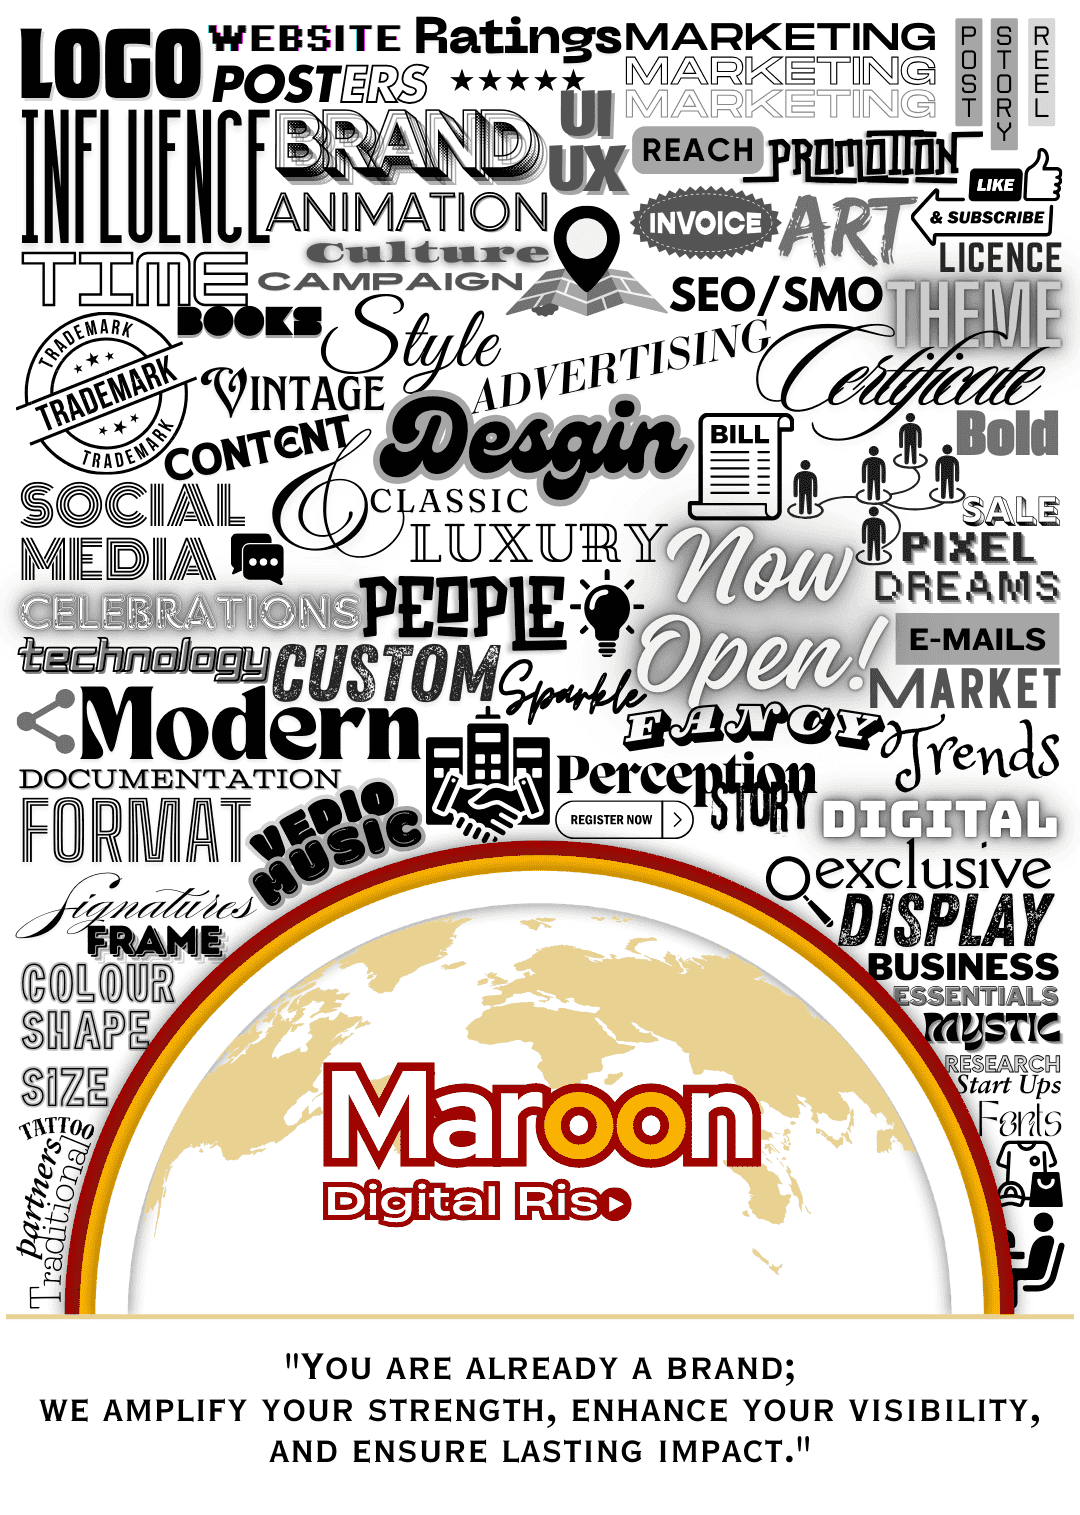 LOGO
WEBSITE
Ratings
MARKETING
MARKETING
MARKETING
POST
STORY
REEL
POSTERS
INFLUENCE
BRAND
UI
UX
REACH
PROMOTION
LIKE
& SUBSCRIBE
ANIMATION
INVOICE
ART
Culture
LICENCE
TIME
CAMPAIGN
SEO/SMO
THEME
BOOKS
Style
ADVERTISING
Certificate
TRADEMARK
TRADEMARK
TRADEMARK
VINTAGE
CONTENT
Desgin
BILL
Bold
&
SOCIAL
MEDIA
CLASSIC
LUXURY
SALE
Now
Open!
PIXEL
DREAMS
CELEBRATIONS
PEOPLE
E-MAILS
technology
CUSTOM
Sparkle
MARKET
Modern
FANCY
Trends
DOCUMENTATION
Perception
STORY
FORMAT
VEDIO
MUSIC
REGISTER NOW
DIGITAL
exclusive
Signatures
DISPLAY
FRAME
BUSINESS
COLOUR
ESSENTIALS
SHAPE
MYSTIC
RESEARCH
SiZE
Start Ups
TATTOO
Fonts
partners
Traditional
Maroon
Digital Rise
"You are already a brand;
we amplify your strength, enhance your visibility,
and ensure lasting impact."